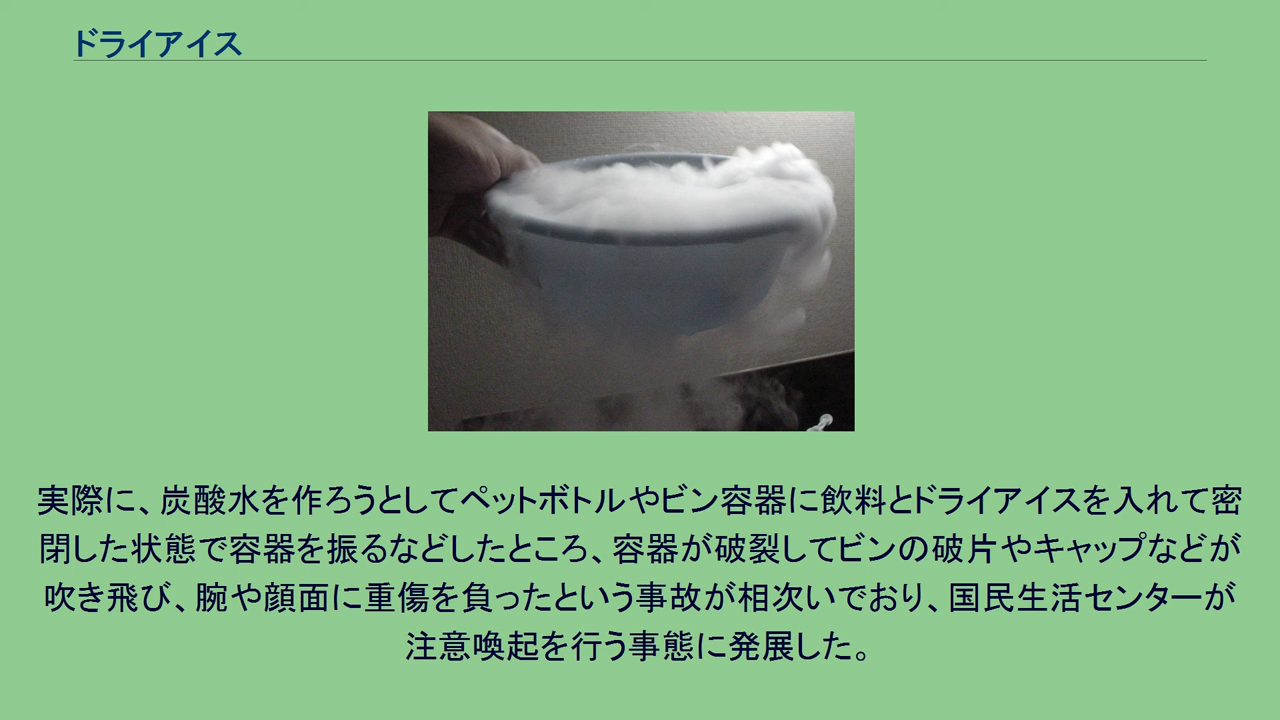 ドライアイス
実際に、炭酸水を作ろうとしてペットボトルやビン容器に飲料とドライアイスを入れて密
閉した状態で容器を振るなどしたところ、容器が破裂してビンの破片やキャップなどが
吹き飛び、腕や顔面に重傷を負ったという事故が相次いでおり、国民生活センターが
注意喚起を行う事態に発展した。